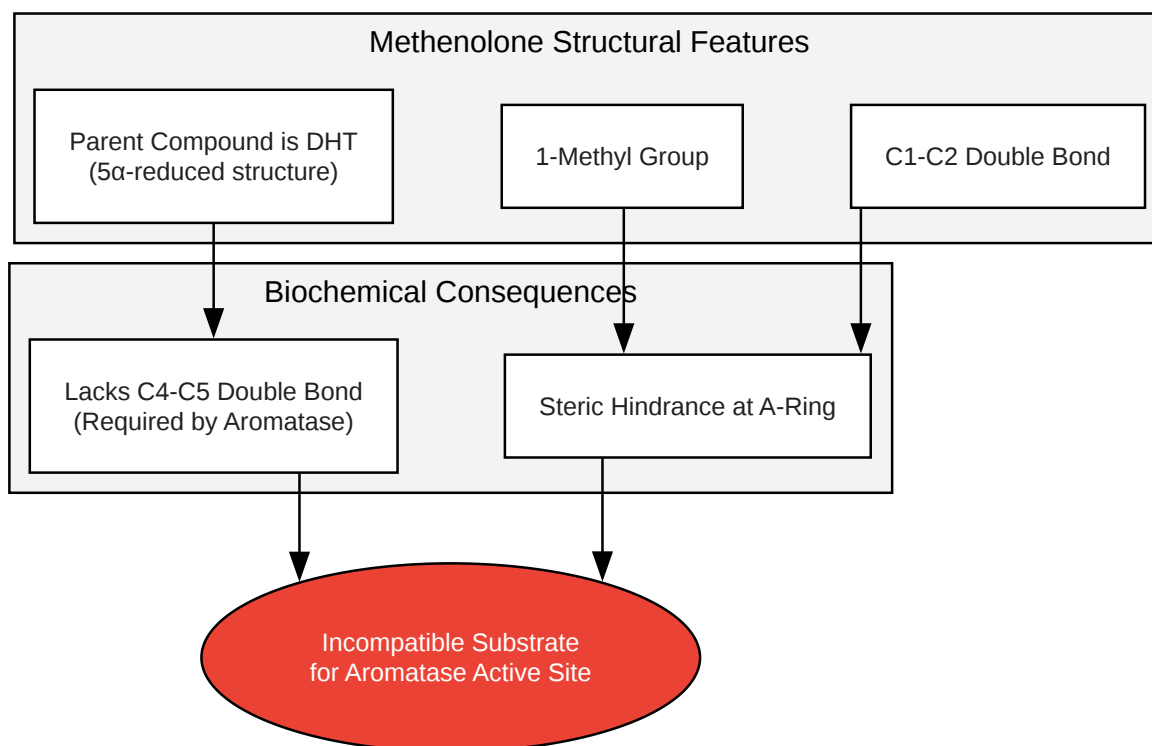 Methenolone Structural Features
Parent Compound is DHT
(5α-reduced structure)
1-Methyl Group
C1-C2 Double Bond
Biochemical Consequences
Lacks C4-C5 Double Bond
(Required by Aromatase)
Steric Hindrance at A-Ring
Incompatible Substrate
for Aromatase Active Site